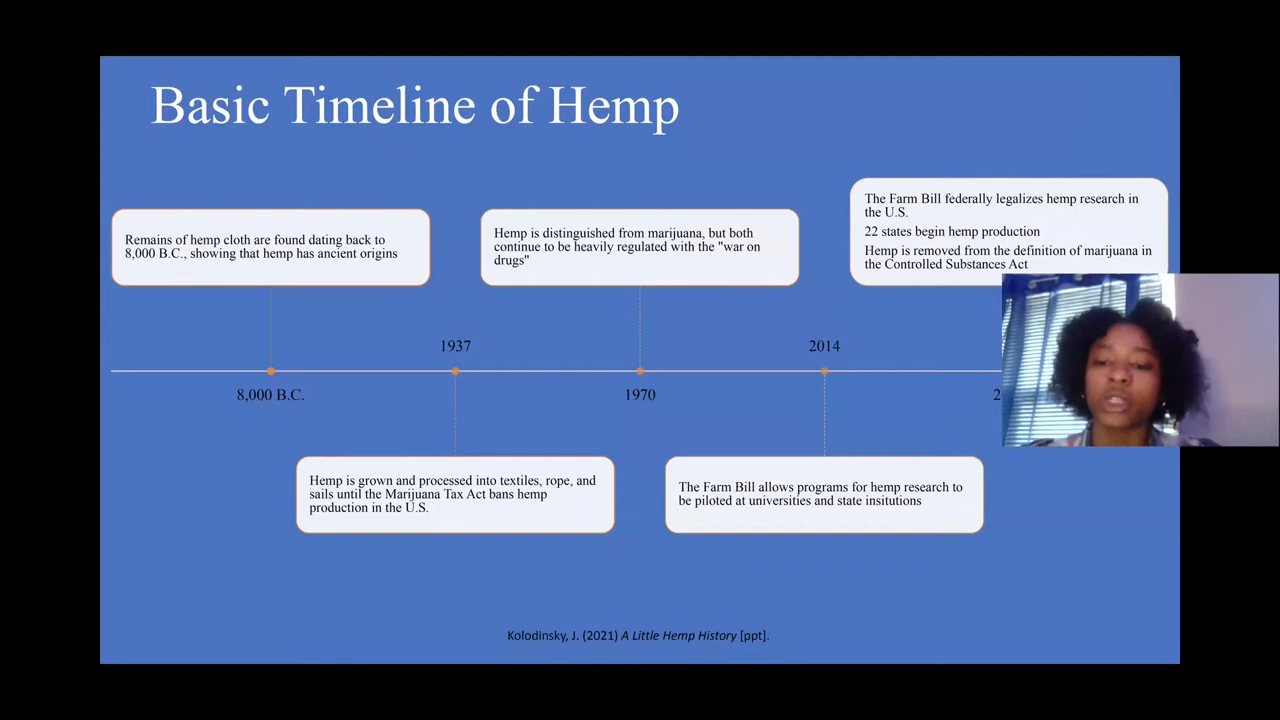 Basic Timeline of Hemp
Remains of hemp cloth are found dating back to
8,000 B.C., showing that hemp has ancient origins
Hemp is distinguished from marijuana, but both
continue to be heavily regulated with the "war on
drugs"
The Farm Bill federally legalizes hemp research in
the U.S.
22 states begin hemp production
Hemp is removed from the definition of marijuana in
the Controlled Substances Act
1937
2014
8,000 B.C.
1970
Hemp is grown and processed into textiles, rope, and
sails until the Marijuana Tax Act bans hemp
production in the U.S.
The Farm Bill allows programs for hemp research to
be piloted at universities and state insitutions
Kolodinsky, J. (2021) A Little Hemp History [ppt].